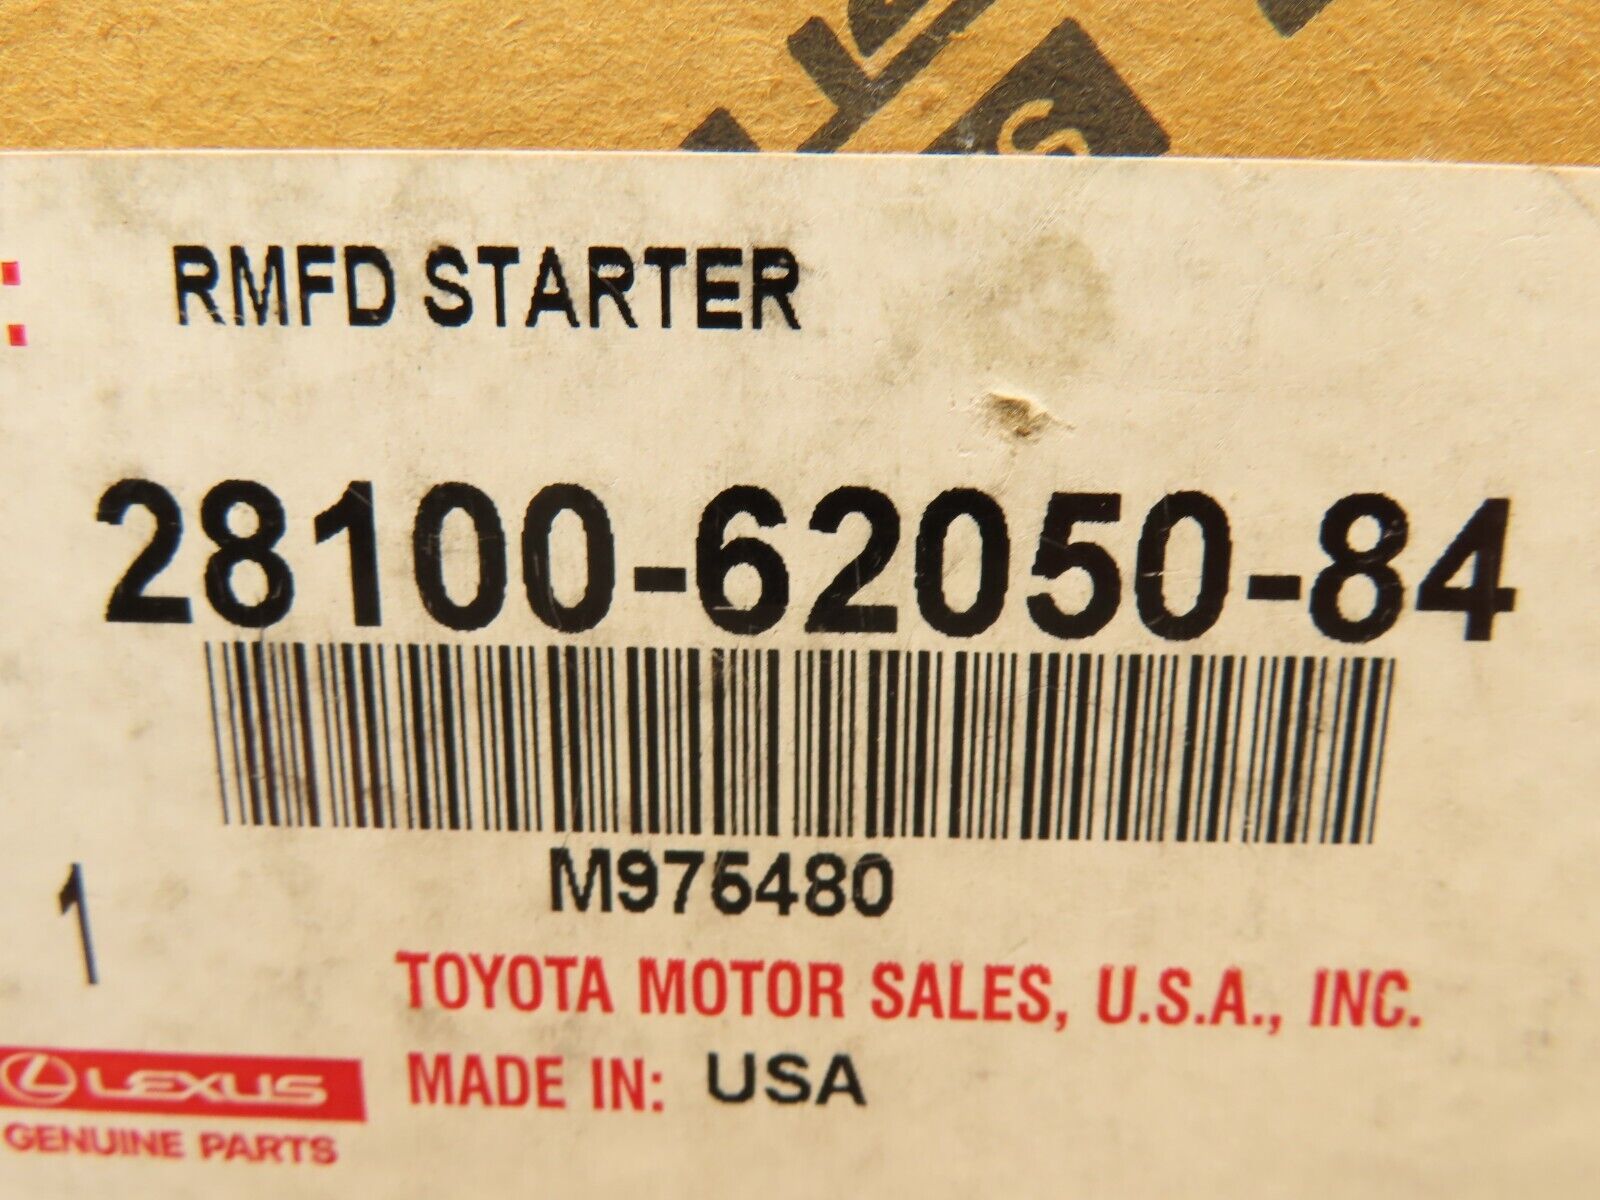 RMFD STARTER
28100-62050-84
M975480
1
TOYOTA MOTOR SALES, U.S.A., INC.
MADE IN: USA
LEXUS
GENUINE PARTS